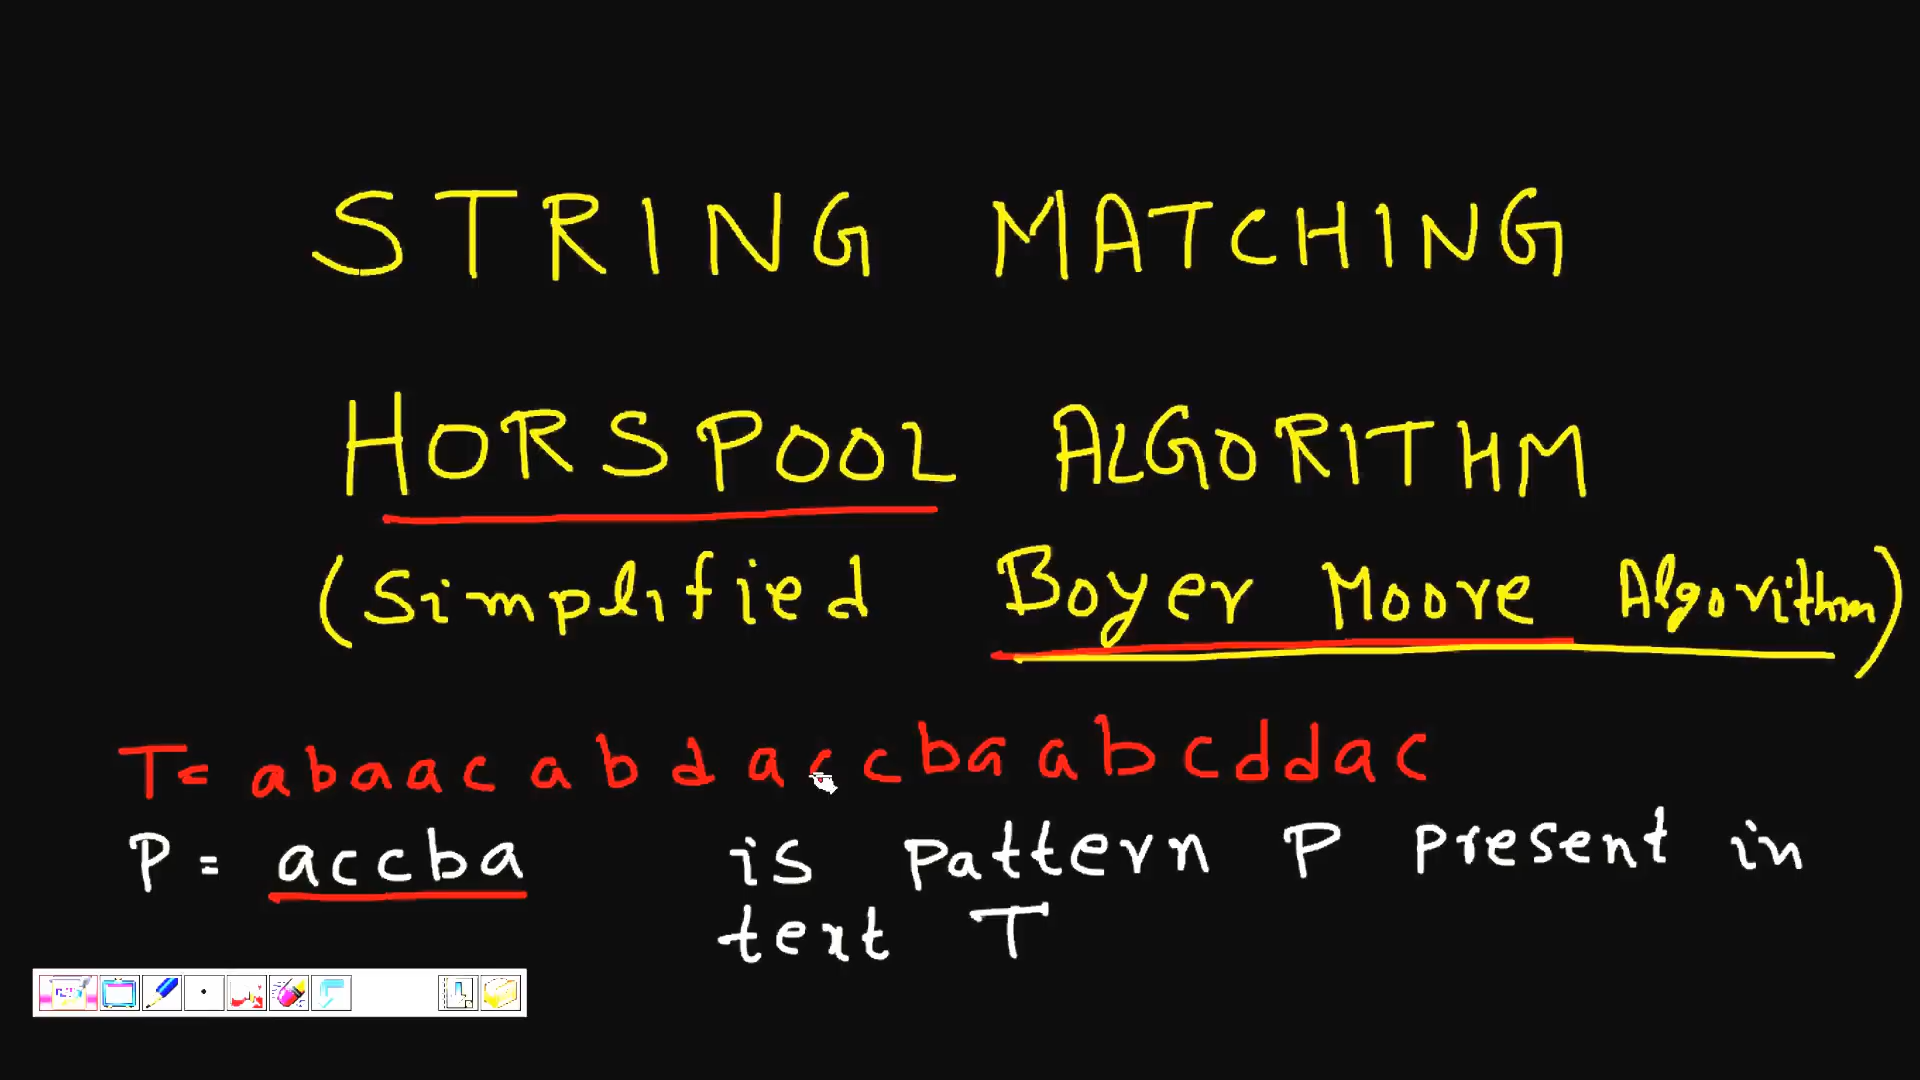 STRING MATCHING
HORSPOOL ALGORITHM
(Simplified Boyer Moore Algorithm)
T= abaacabdaccbaabcddac
P= accba is pattern P present in
text T